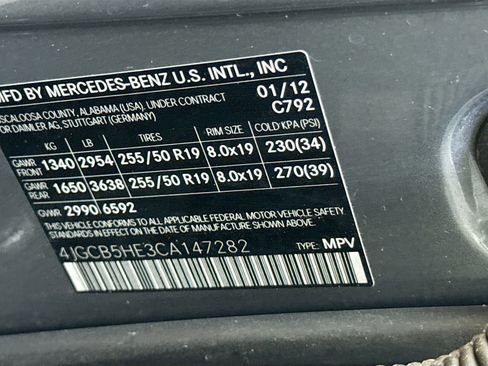 MFD BY MERCEDES-BENZ U.S. INTL., INC
SCALOOSA COUNTY, ALABAMA (USA). UNDER CONTRACT 01/12
OR DAIMLER AG, STUTTGART (GERMANY) C792
KG LB TIRES RIM SIZE COLD KPA (PSI)
GAWR FRONT 1340 2954 255/50 R19 8.0x19 230(34)
GAWR REAR 1650 3638 255/50 R19 8.0x19 270(39)
GWR 2990 6592
THIS VEHICLE CONFORMS TO ALL APPLICABLE FEDERAL MOTOR VEHICLE SAFETY
STANDARDS IN EFFECT ON THE DATE OF MANUFACTURE SHOWN ABOVE.
4JGCB5HE3CA147282 TYPE: MPV